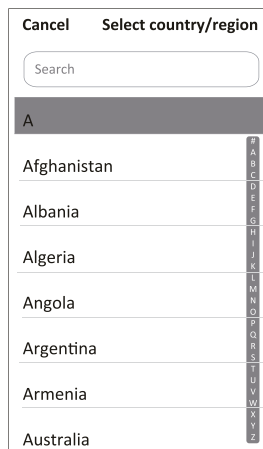 Cancel Select country/region
Search
A
Afghanistan
Albania
Algeria
Angola
Argentina
Armenia
Australia
#
A
B
C
D
E
F
G
H
I
J
K
L
M
N
O
P
Q
R
S
T
U
V
W
X
Y
Z